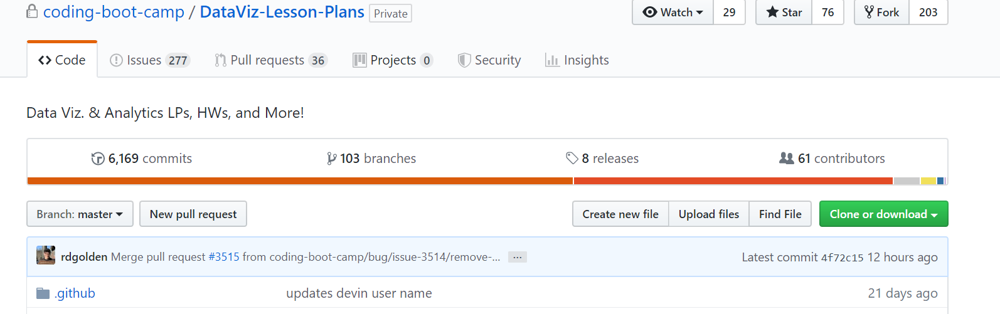 coding-boot-camp / DataViz-Lesson-Plans Private Watch 29 Star 76 Fork 203
Code Issues 277 Pull requests 36 Projects 0 Security Insights
Data Viz. & Analytics LPs, HWs, and More!
6,169 commits 103 branches 8 releases 61 contributors
Branch: master New pull request Create new file Upload files Find File Clone or download
rdgolden Merge pull request #3515 from coding-boot-camp/bug/issue-3514/remove-... ... Latest commit 4f72c15 12 hours ago
.github updates devin user name 21 days ago